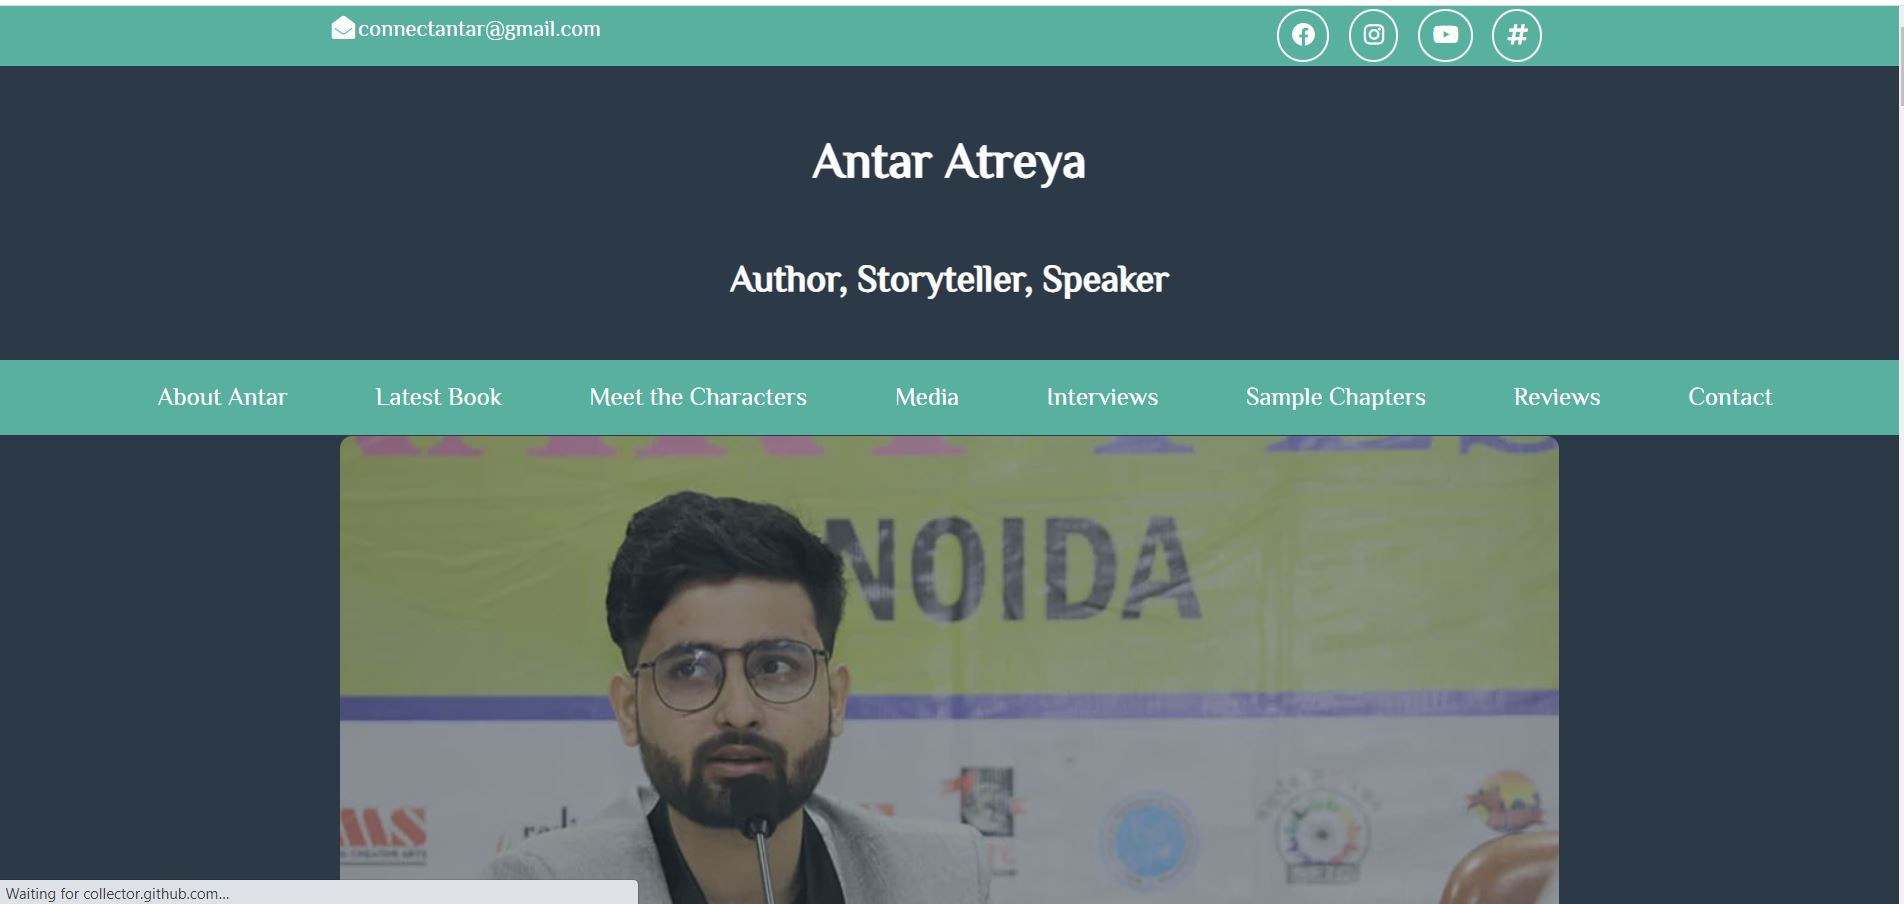 connectantar@gmail.com
Antar Atreya
Author, Storyteller, Speaker
About Antar Latest Book Meet the Characters Media Interviews Sample Chapters Reviews Contact
NOIDA
Waiting for collector.github.com...